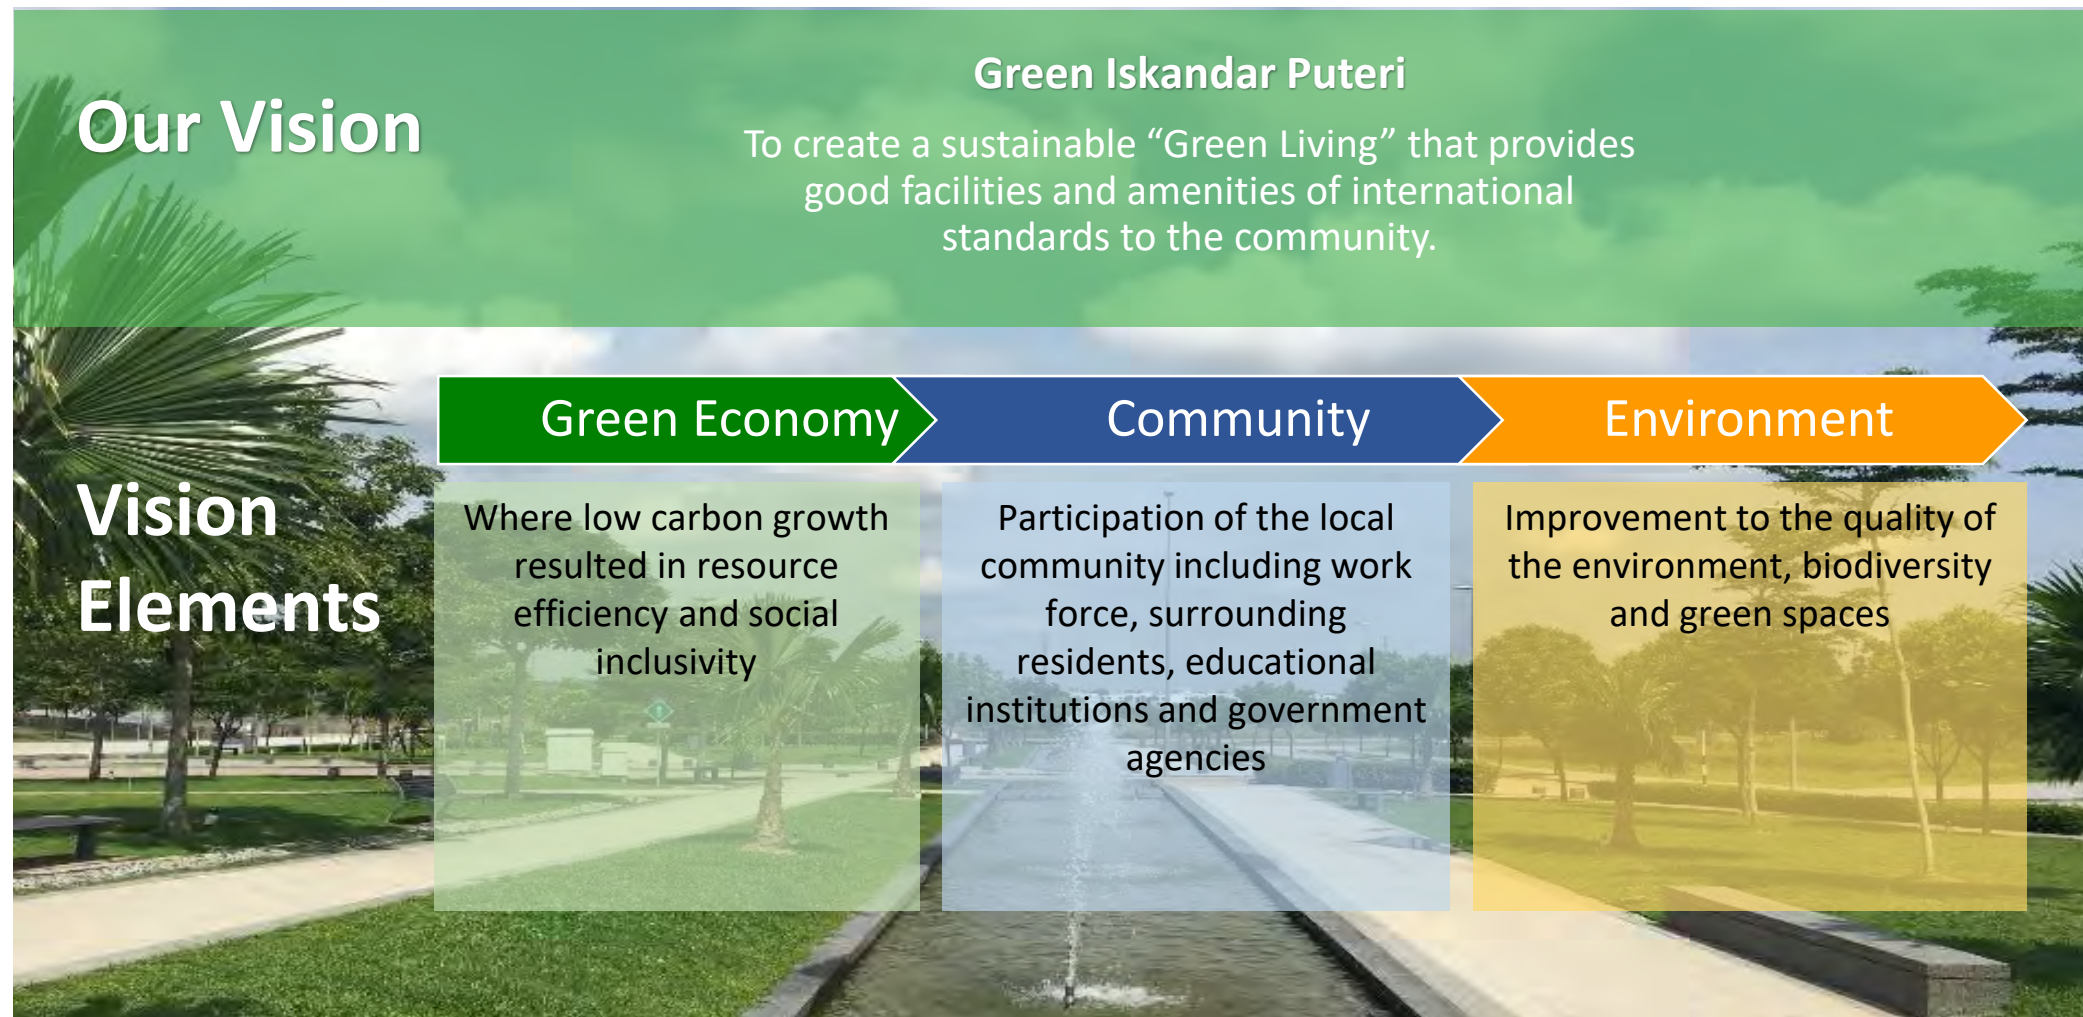 Our Vision
Green Iskandar Puteri
To create a sustainable “Green Living” that provides
good facilities and amenities of international
standards to the community.
Vision
Elements
Green Economy
Where low carbon growth
resulted in resource
efficiency and social
inclusivity
Community
Participation of the local
community including work
force, surrounding
residents, educational
institutions and government
agencies
Environment
Improvement to the quality of
the environment, biodiversity
and green spaces